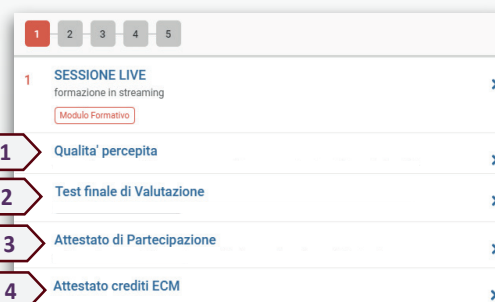 1 2 3 4 5
1 SESSIONE LIVE
formazione in streaming
Modulo Formativo
1 Qualita' percepita
2 Test finale di Valutazione
3 Attestato di Partecipazione
4 Attestato crediti ECM